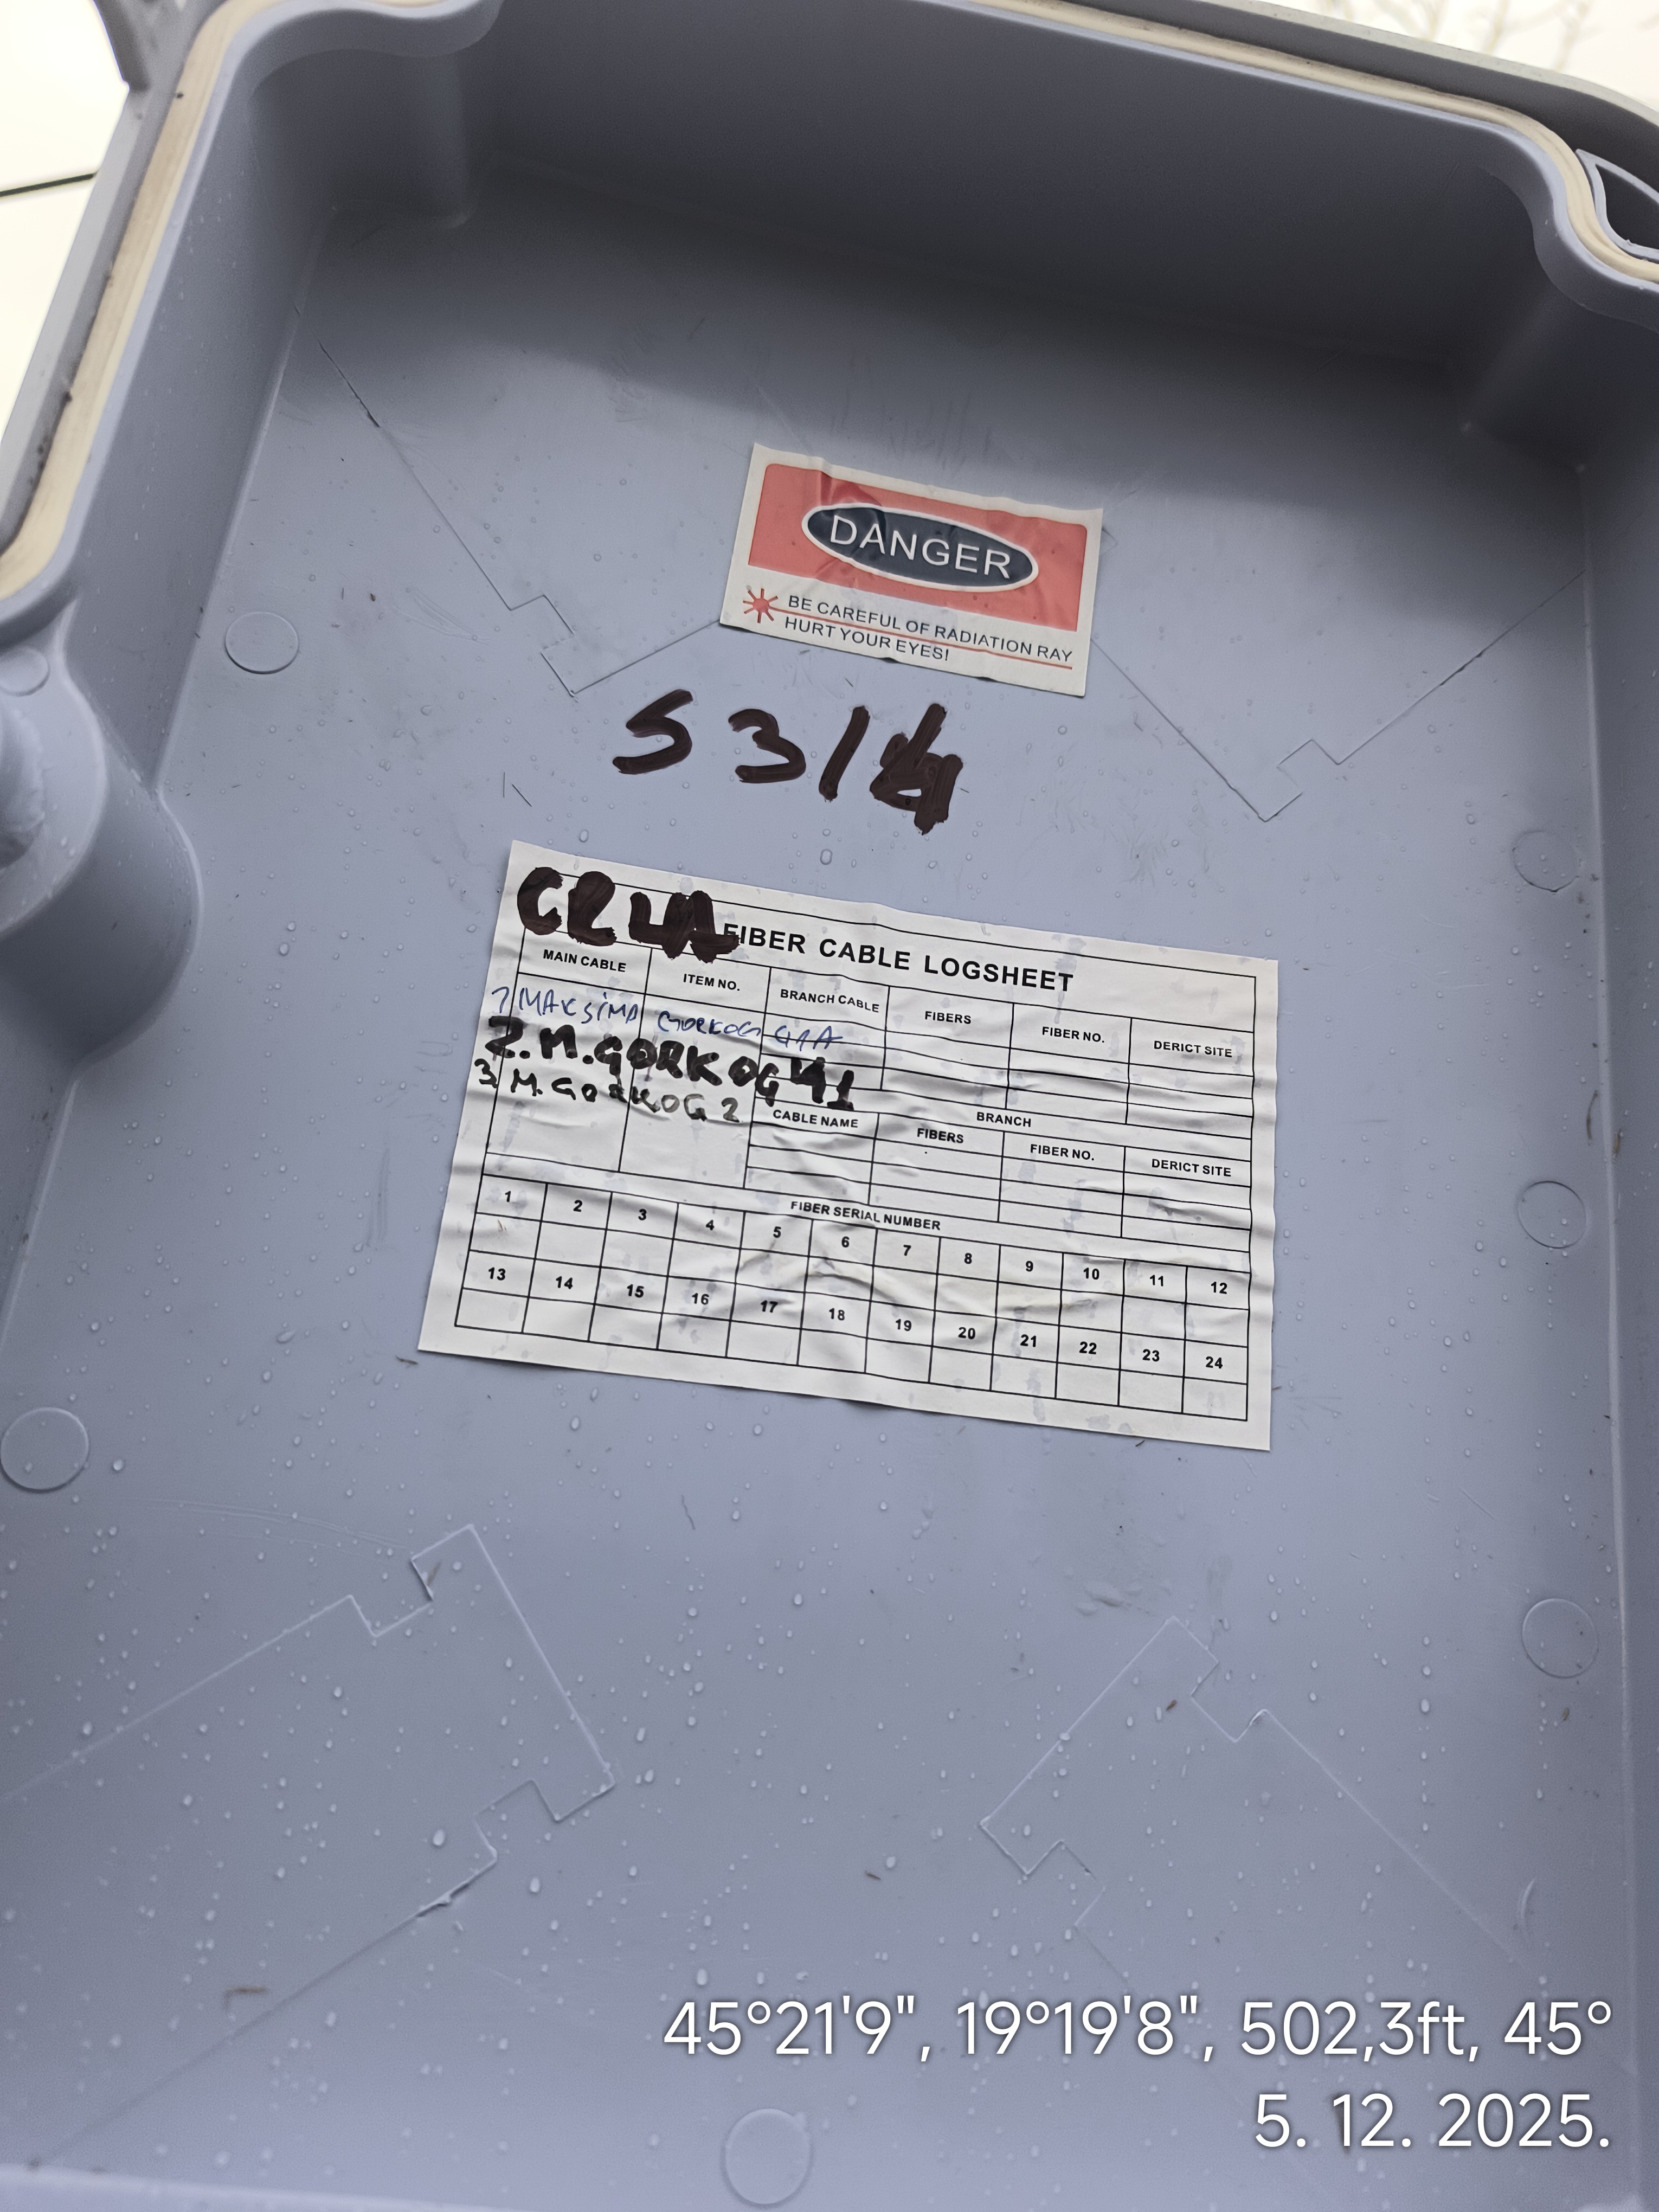 DANGER
BE CAREFUL OF RADIATION RAY
HURT YOUR EYES!
S3/4
FIBER CABLE LOGSHEET
MAIN CABLE ITEM NO. BRANCH CABLE FIBERS FIBER NO. DERICT SITE
MAKSIMA GORKOG
2. M. GORKOG 41
3 M. GORKOG 2
BRANCH
CABLE NAME FIBERS FIBER NO. DERICT SITE
FIBER SERIAL NUMBER
1 2 3 4 5 6 7 8 9 10 11 12
13 14 15 16 17 18 19 20 21 22 23 24
45°21'9", 19°19'8", 502,3ft, 45°
5. 12. 2025.